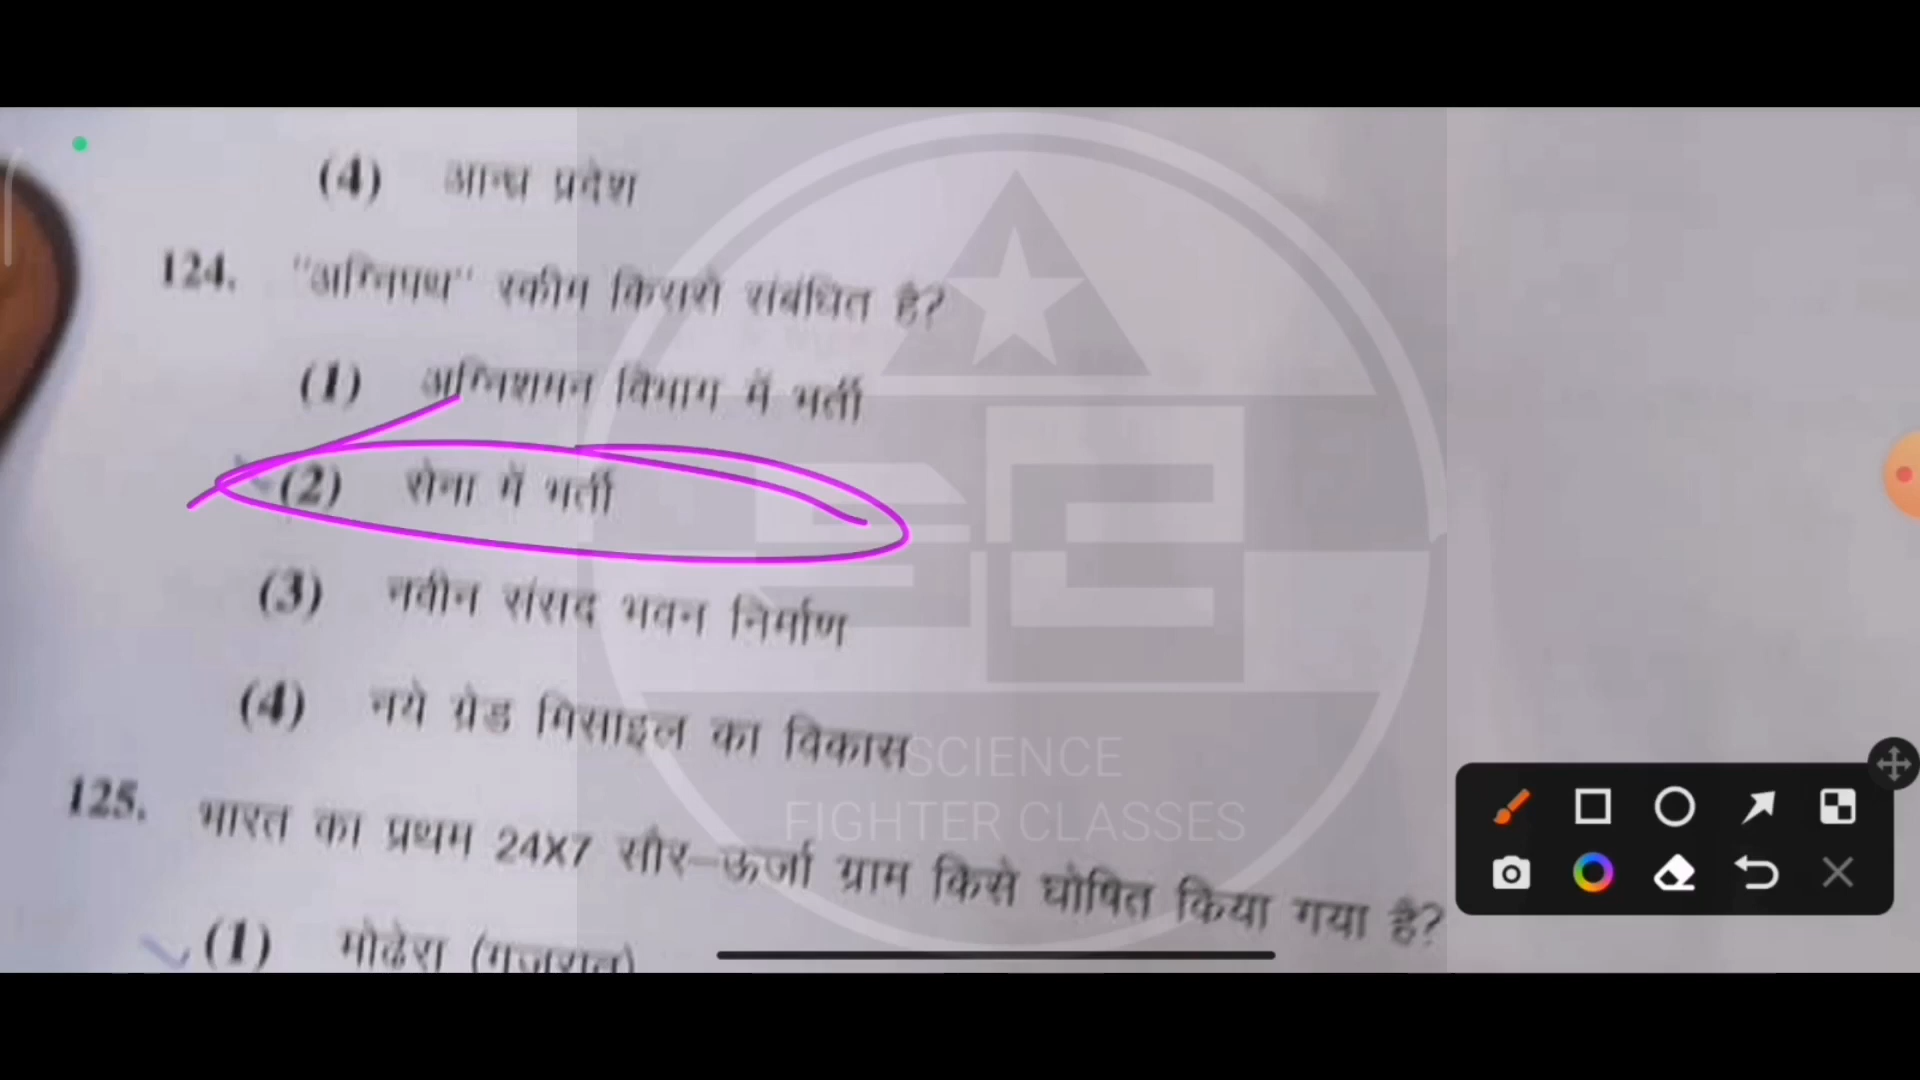 (4) आन्ध्र प्रदेश
124. "अग्निपथ" स्कीम किससे संबंधित है?
(1) अग्निशमन विभाग में भर्ती
(2) सेना में भर्ती
(3) नवीन संसद भवन निर्माण
(4) नये ग्रेड मिसाइल का विकास
SCIENCE
FIGHTER CLASSES
125. भारत का प्रथम 24X7 सौर-ऊर्जा ग्राम किसे घोषित किया गया है?
(1) मोढेरा (गुजरात)